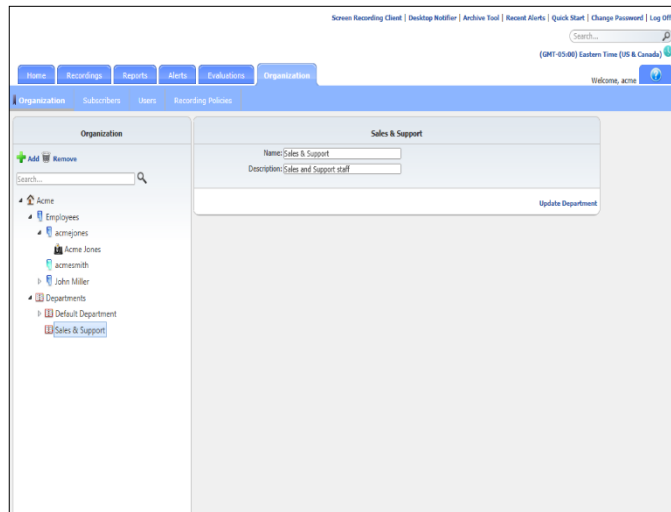 Screen Recording Client | Desktop Notifier | Archive Tool | Recent Alerts | Quick Start | Change Password | Log Off
Search...
(GMT-05:00) Eastern Time (US & Canada)
Home Recordings Reports Alerts Evaluations Organization
Welcome, acme
Organization Subscribers Users Recording Policies
Organization
Add Remove
Search...
Acme
Employees
acmejones
Acme Jones
acmesmith
John Miller
Departments
Default Department
Sales & Support
Sales & Support
Name: Sales & Support
Description: Sales and Support staff
Update Department